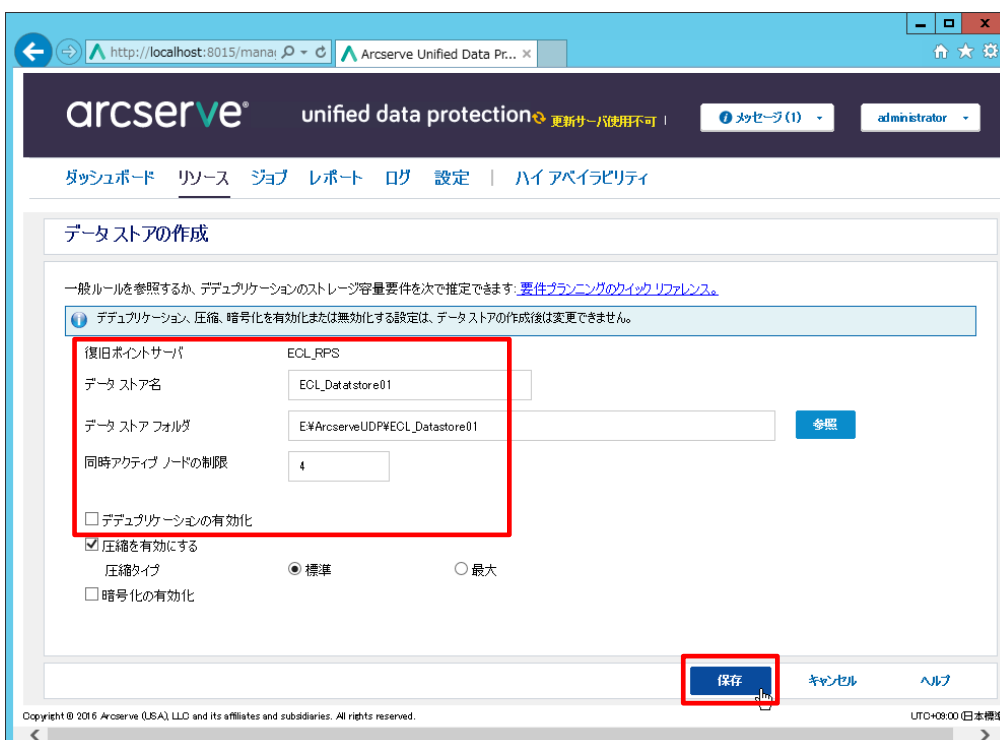 http://localhost:8015/mana
Arcserve Unified Data Pr...
arcserve® unified data protection 更新サーバ使用不可 | メッセージ(1) administrator
ダッシュボード リソース ジョブ レポート ログ 設定 | ハイ アベイラビリティ
データ ストアの作成
一般ルールを参照するか、デデュプリケーションのストレージ容量要件を次で推定できます: 要件プランニングのクイック リファレンス。
デデュプリケーション、圧縮、暗号化を有効化または無効化する設定は、データ ストアの作成後は変更できません。
復旧ポイントサーバ ECL_RPS
データ ストア名 ECL_Datatstore01
データ ストア フォルダ E:¥ArcserveUDP¥ECL_Datastore01 参照
同時アクティブ ノードの制限 4
デデュプリケーションの有効化
圧縮を有効にする
圧縮タイプ 標準 最大
暗号化の有効化
保存 キャンセル ヘルプ
Copyright © 2016 Arcserve (USA), LLC and its affiliates and subsidiaries. All rights reserved. UTC+09:00 (日本標準